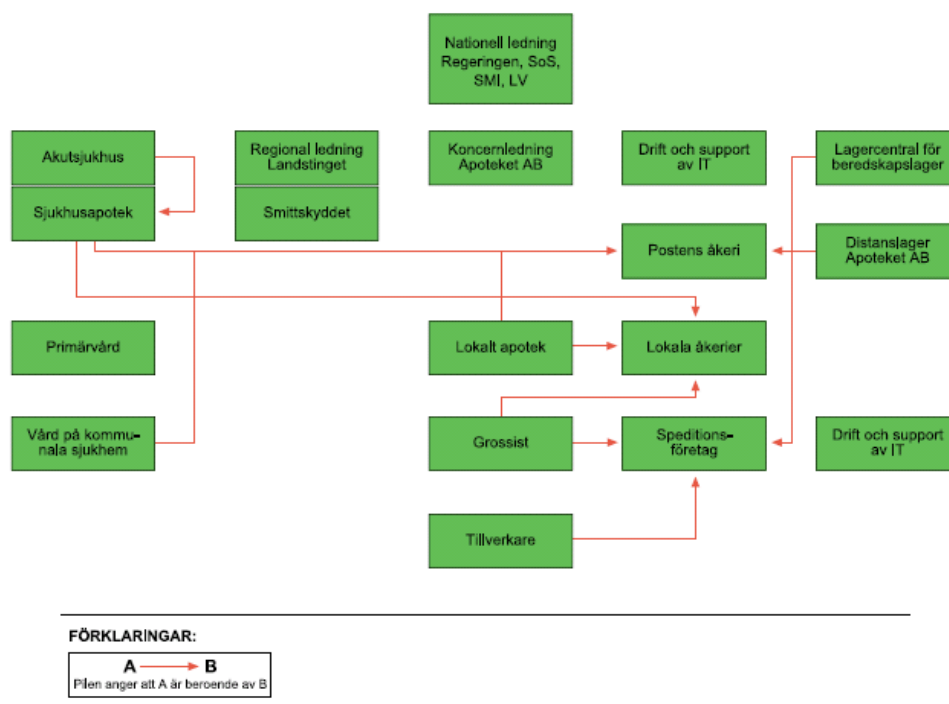 Nationell ledning
Regeringen, SoS,
SMI, LV
Akutsjukhus
Regional ledning
Landstinget
Koncernledning
Apoteket AB
Drift och support
av IT
Lagercentral för
beredskapslager
Sjukhusapotek
Smittskyddet
Postens åkeri
Distanslager
Apoteket AB
Primärvård
Lokalt apotek
Lokala åkerier
Vård på kommu-
nala sjukhem
Grossist
Speditions-
företag
Drift och support
av IT
Tillverkare
FÖRKLARINGAR:
A B
Pilen anger att A är beroende av B